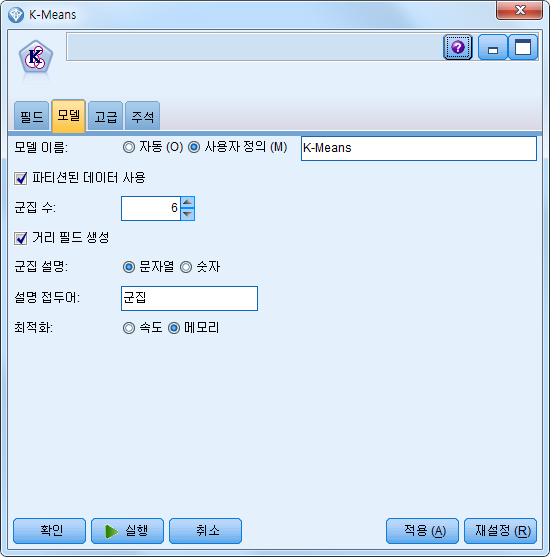 K-Means
K
?
필드 모델 고급 주석
모델 이름: 자동 (O) 사용자 정의 (M) K-Means
파티션된 데이터 사용
군집 수: 6
거리 필드 생성
군집 설명: 문자열 숫자
설명 접두어: 군집
최적화: 속도 메모리
확인 실행 취소 적용 (A) 재설정 (R)